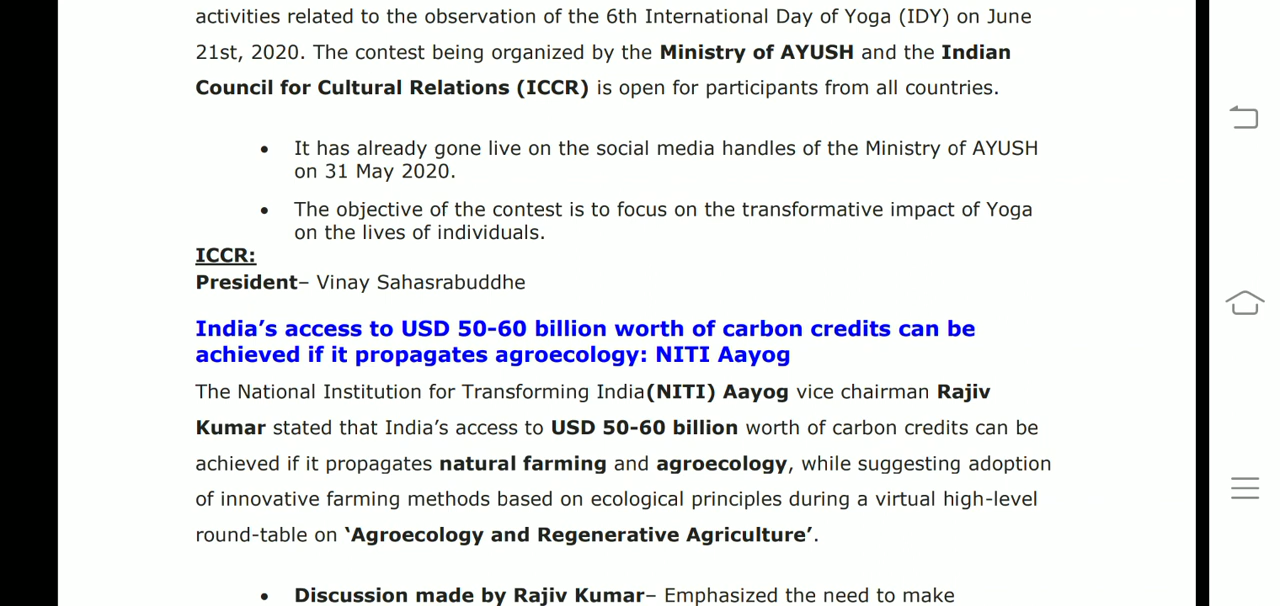 activities related to the observation of the 6th International Day of Yoga (IDY) on June
21st, 2020. The contest being organized by the Ministry of AYUSH and the Indian
Council for Cultural Relations (ICCR) is open for participants from all countries.
• It has already gone live on the social media handles of the Ministry of AYUSH
on 31 May 2020.
• The objective of the contest is to focus on the transformative impact of Yoga
on the lives of individuals.
ICCR:
President– Vinay Sahasrabuddhe
India’s access to USD 50-60 billion worth of carbon credits can be
achieved if it propagates agroecology: NITI Aayog
The National Institution for Transforming India(NITI) Aayog vice chairman Rajiv
Kumar stated that India’s access to USD 50-60 billion worth of carbon credits can be
achieved if it propagates natural farming and agroecology, while suggesting adoption
of innovative farming methods based on ecological principles during a virtual high-level
round-table on ‘Agroecology and Regenerative Agriculture’.
• Discussion made by Rajiv Kumar– Emphasized the need to make